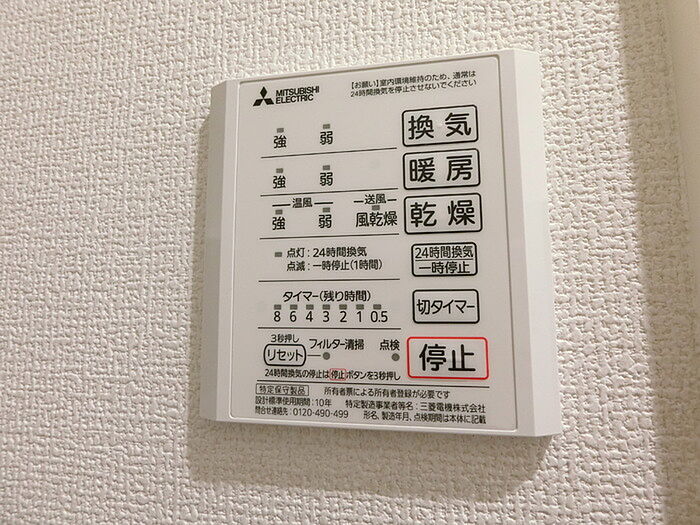 MITSUBISHI
ELECTRIC
【お願い】室内環境維持のため、通常は
24時間換気を停止させないでください
強 弱 換気
強 弱 暖房
温風 送風
強 弱 風乾燥 乾燥
点灯:24時間換気
点滅:一時停止(1時間)
24時間換気
一時停止
タイマー(残り時間)
8 6 4 3 2 1 0.5
切タイマー
3秒押し
リセット フィルター清掃 点検
停止
24時間換気の停止は停止ボタンを3秒押し
特定保守製品 所有者票による所有者登録が必要です
設計標準使用期間:10年 特定製造事業者等名:三菱電機株式会社
問合せ連絡先:0120-490-499 形名、製造年月、点検期間は本体に記載